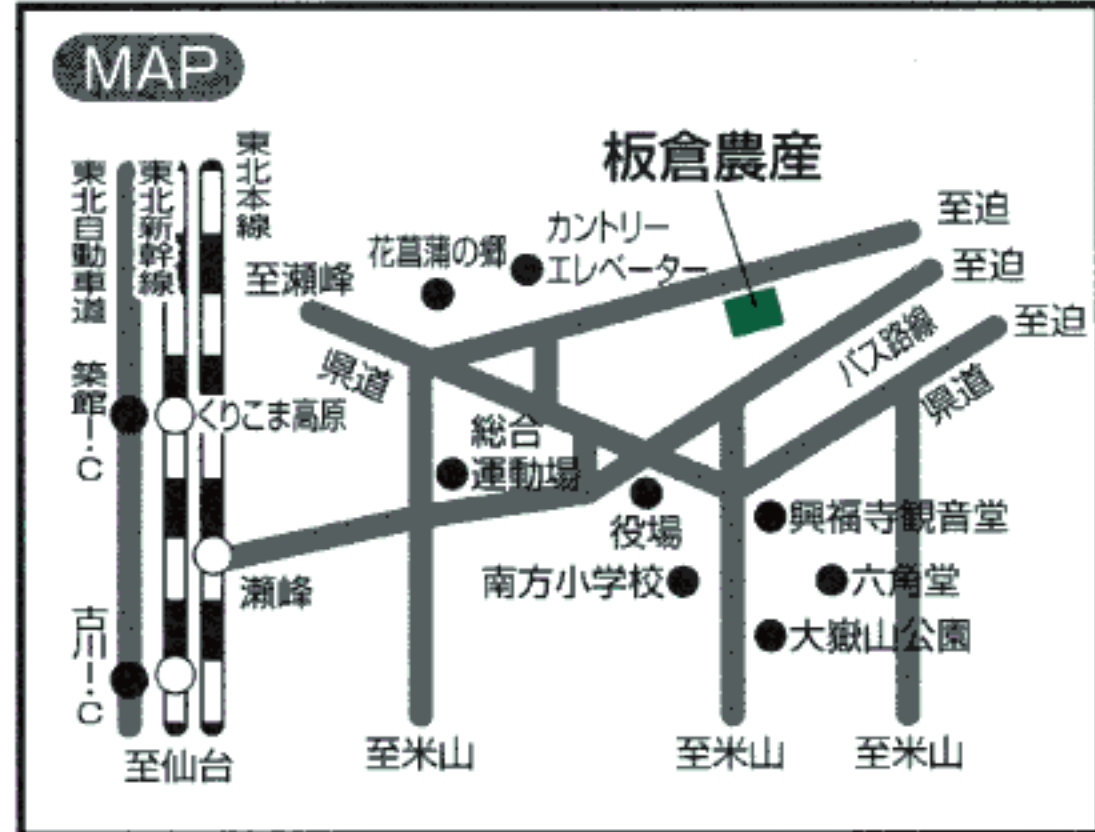 MAP
東北自動車道
東北新幹線
東北本線
板倉農産
至迫
至迫
至迫
カントリー
エレベーター
花菖蒲の郷
至瀬峰
県道
バス路線
県道
築館I・C
くりこま高原
総合
運動場
役場
興福寺観音堂
南方小学校
六角堂
大嶽山公園
瀬峰
古川I・C
至仙台
至米山
至米山
至米山